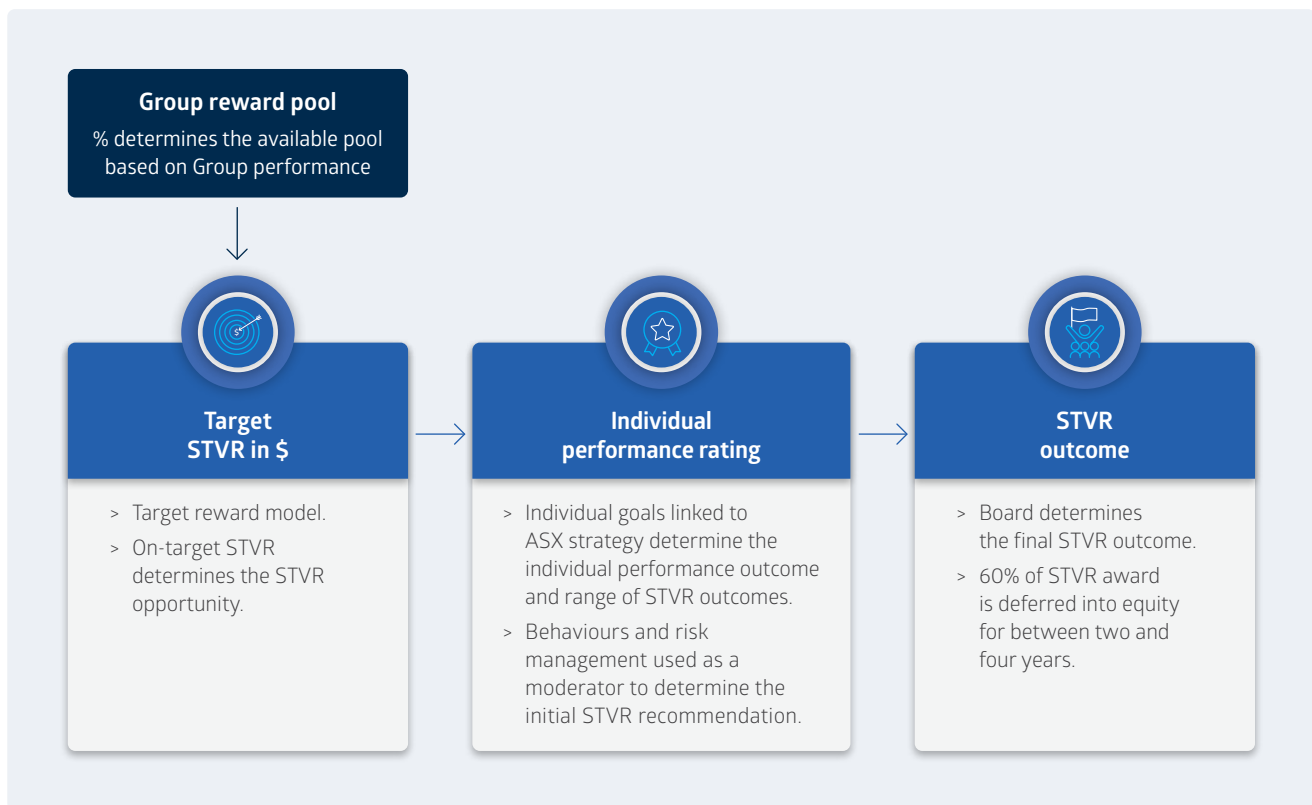 Group reward pool
% determines the available pool
based on Group performance
$
Target
STVR in $
> Target reward model.
> On-target STVR
determines the STVR
opportunity.
Individual
performance rating
> Individual goals linked to
ASX strategy determine the
individual performance outcome
and range of STVR outcomes.
> Behaviours and risk
management used as a
moderator to determine the
initial STVR recommendation.
STVR
outcome
> Board determines
the final STVR outcome.
> 60% of STVR award
is deferred into equity
for between two and
four years.